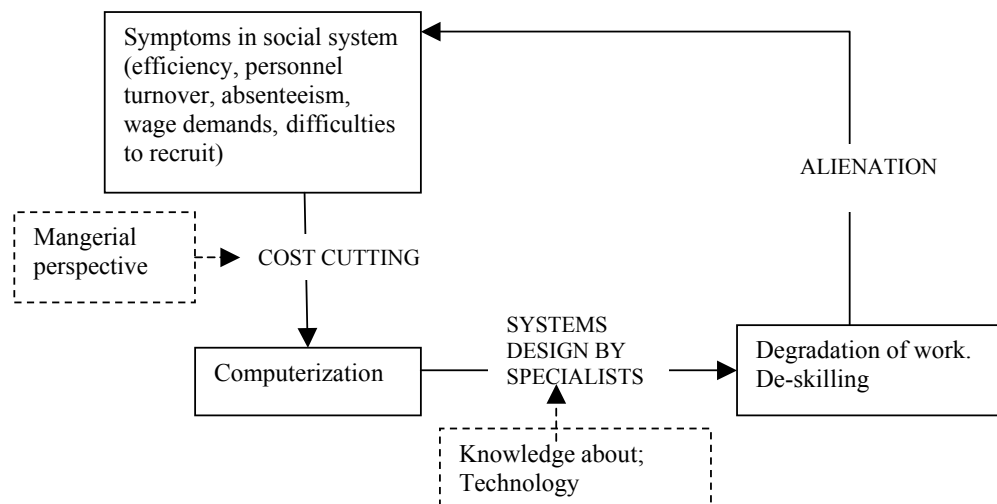 Symptoms in social system
(efficiency, personnel
turnover, absenteeism,
wage demands, difficulties
to recruit)
ALIENATION
Mangerial
perspective
COST CUTTING
SYSTEMS
DESIGN BY
SPECIALISTS
Computerization
Degradation of work.
De-skilling
Knowledge about;
Technology